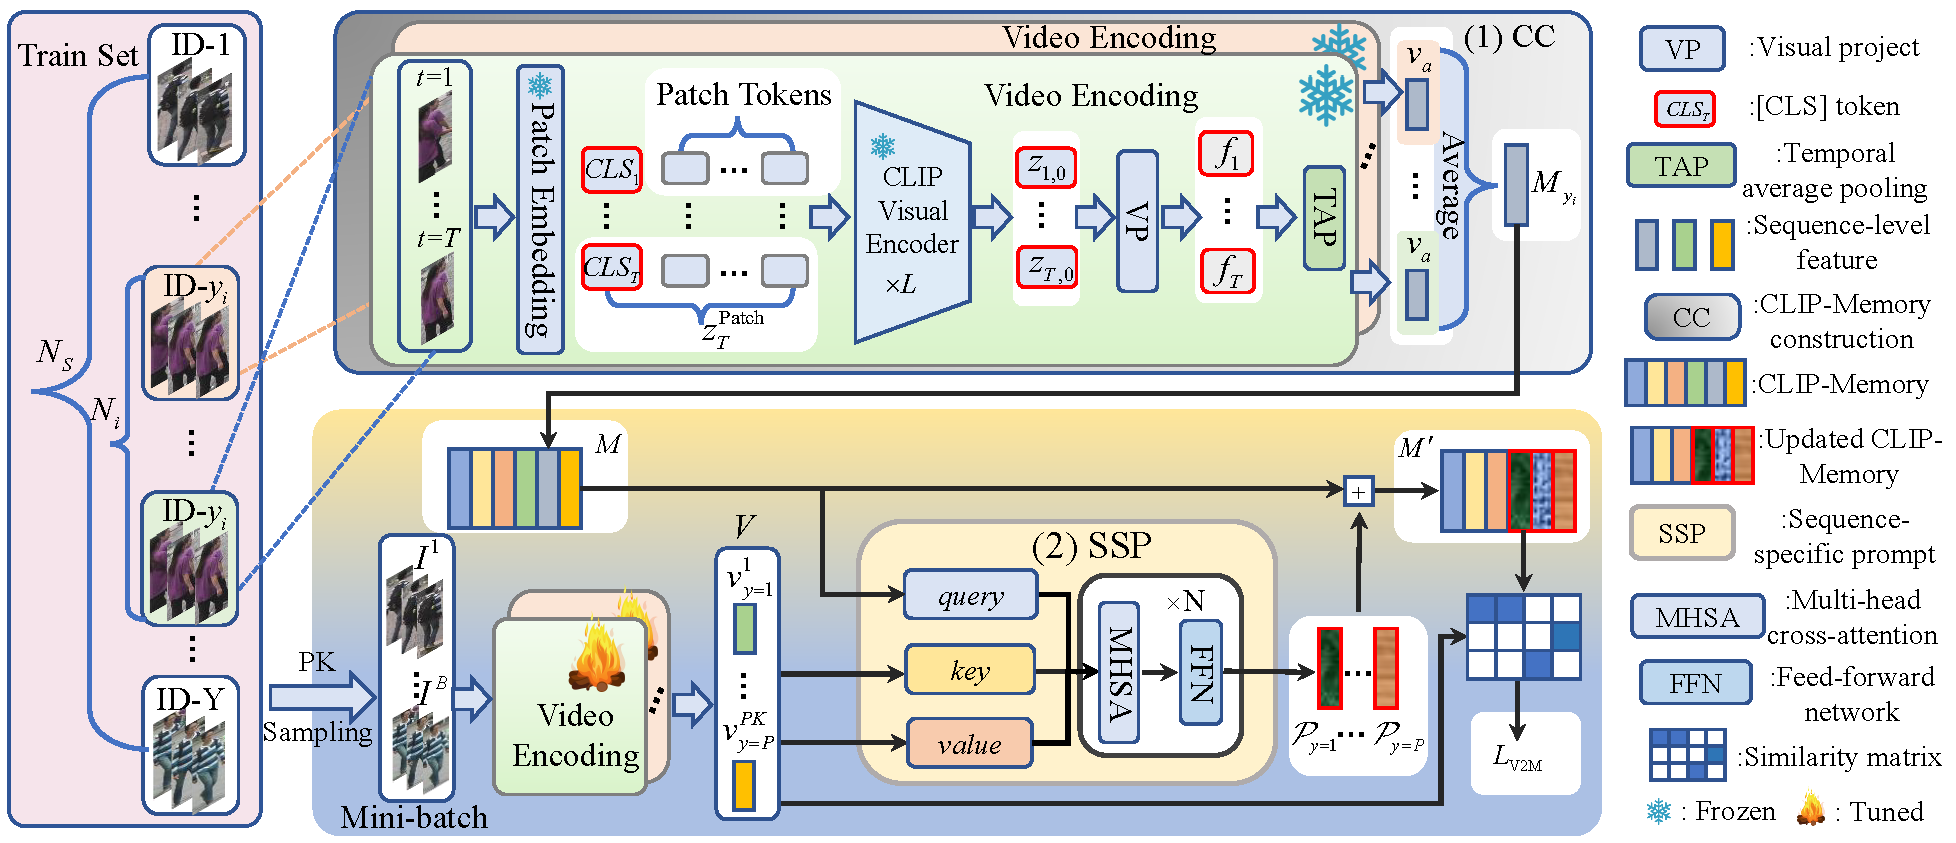 Train Set
ID-1
ID-y_i
ID-y_i
ID-Y
N_S
N_i
PK
Sampling
Video Encoding
Video Encoding
(1) CC
t=1
t=T
Patch Embedding
Patch Tokens
CLS_1
CLS_T
z_T^Patch
CLIP
Visual
Encoder
×L
z_{1,0}
z_{T,0}
VP
f_1
f_T
TAP
v_a
v_a
Average
M_{y_i}
M
I^1
I^B
Mini-batch
Video
Encoding
V
v_{y=1}^1
v_{y=P}^{PK}
(2) SSP
query
key
value
MHSA
×N
FFN
+
M′
𝒫_{y=1}
𝒫_{y=P}
L_{V2M}
VP
:Visual project
CLS_T
:[CLS] token
TAP
:Temporal
average pooling
:Sequence-level
feature
CC
:CLIP-Memory
construction
:CLIP-Memory
:Updated CLIP-
Memory
SSP
:Sequence-
specific prompt
MHSA
:Multi-head
cross-attention
FFN
:Feed-forward
network
:Similarity matrix
: Frozen
: Tuned